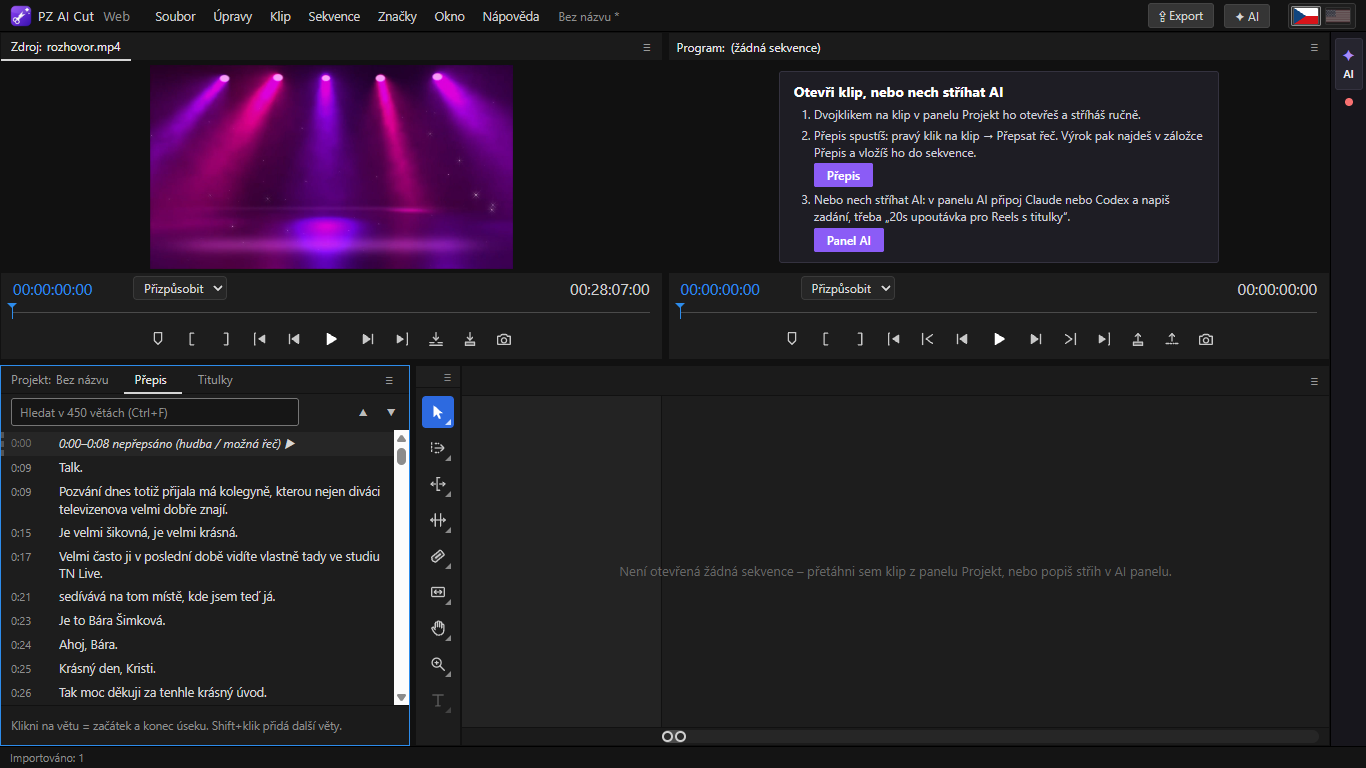 PZ AI Cut Web Soubor Úpravy Klip Sekvence Značky Okno Nápověda Bez názvu * Export AI
Zdroj: rozhovor.mp4
Program: (žádná sekvence)
AI
Otevři klip, nebo nech stříhat AI
1. Dvojklikem na klip v panelu Projekt ho otevřeš a stříháš ručně.
2. Přepis spustíš: pravý klik na klip → Přepsat řeč. Výrok pak najdeš v záložce
Přepis a vložíš ho do sekvence.
Přepis
3. Nebo nech stříhat AI: v panelu AI připoj Claude nebo Codex a napiš
zadání, třeba „20s upoutávka pro Reels s titulky“.
Panel AI
00:00:00:00 Přizpůsobit 00:28:07:00
00:00:00:00 Přizpůsobit 00:00:00:00
Projekt: Bez názvu Přepis Titulky
Hledat v 450 větách (Ctrl+F)
0:00 0:00–0:08 nepřepsáno (hudba / možná řeč) ▶
0:09 Talk.
0:09 Pozvání dnes totiž přijala má kolegyně, kterou nejen diváci
televizenova velmi dobře znají.
0:15 Je velmi šikovná, je velmi krásná.
0:17 Velmi často ji v poslední době vidíte vlastně tady ve studiu
TN Live.
0:21 sedívává na tom místě, kde jsem teď já.
0:23 Je to Bára Šimková.
0:24 Ahoj, Bára.
0:25 Krásný den, Kristi.
0:26 Tak moc děkuji za tenhle krásný úvod.
Klikni na větu = začátek a konec úseku. Shift+klik přidá další věty.
Není otevřená žádná sekvence – přetáhni sem klip z panelu Projekt, nebo popiš střih v AI panelu.
Importováno: 1